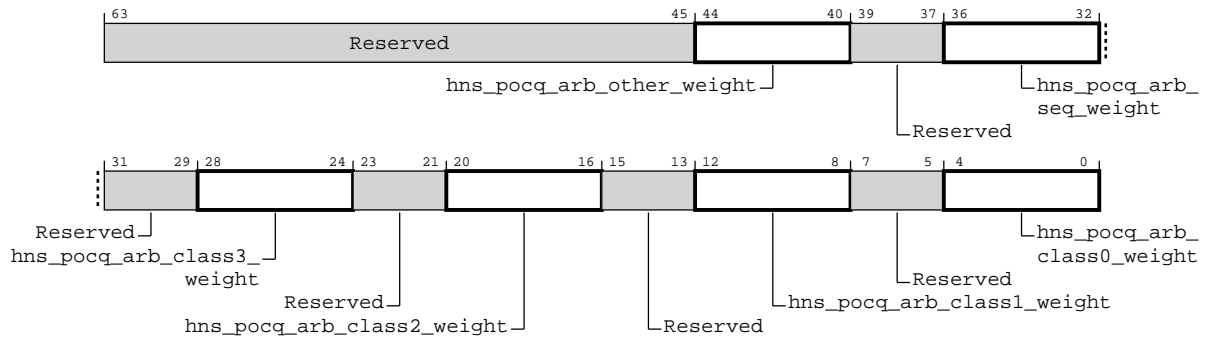 63 45 44 40 39 37 36 32
Reserved
hns_pocq_arb_other_weight
hns_pocq_arb_
seq_weight
Reserved
31 29 28 24 23 21 20 16 15 13 12 8 7 5 4 0
Reserved
hns_pocq_arb_
class0_weight
hns_pocq_arb_class3_
weight
Reserved
Reserved
hns_pocq_arb_class1_weight
hns_pocq_arb_class2_weight
Reserved